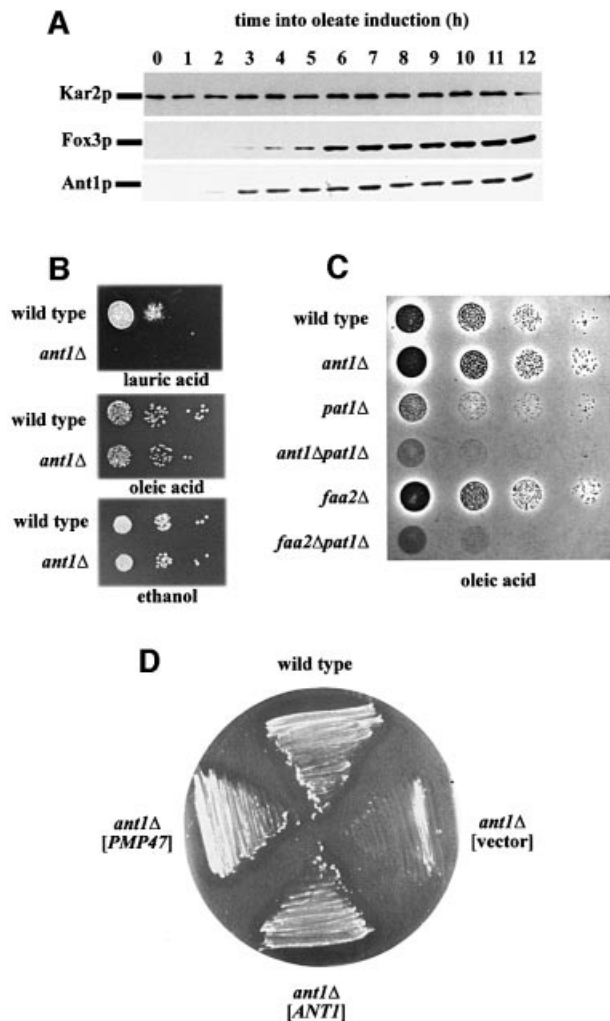 A
time into oleate induction (h)
0 1 2 3 4 5 6 7 8 9 10 11 12
Kar2p
Fox3p
Ant1p
B
wild type
ant1Δ
lauric acid
wild type
ant1Δ
oleic acid
wild type
ant1Δ
ethanol
C
wild type
ant1Δ
pat1Δ
ant1Δpat1Δ
faa2Δ
faa2Δpat1Δ
oleic acid
D
wild type
ant1Δ
[PMP47]
ant1Δ
[vector]
ant1Δ
[ANT1]